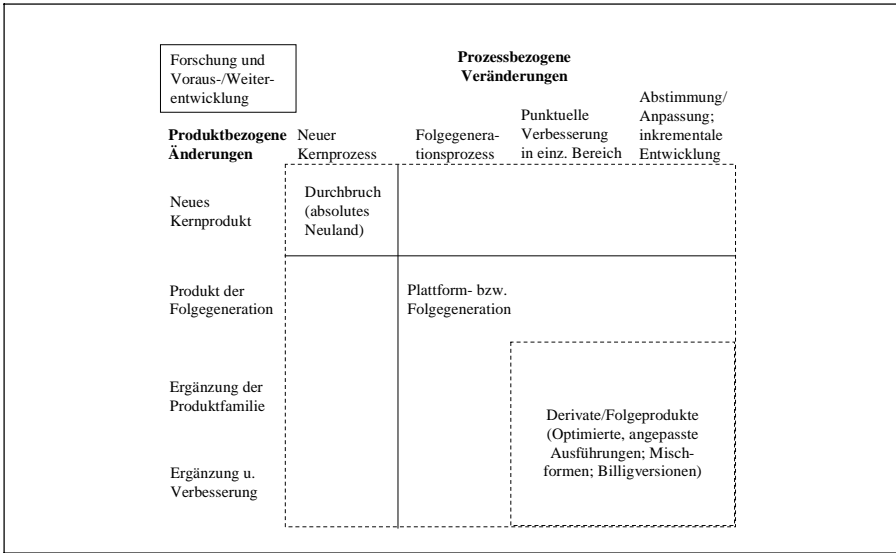 Forschung und
Voraus-/Weiter-
entwicklung
Prozessbezogene
Veränderungen
Produktbezogene
Änderungen
Neuer
Kernprozess
Folgegenera-
tionsprozess
Punktuelle
Verbesserung
in einz. Bereich
Abstimmung/
Anpassung;
inkrementale
Entwicklung
Neues
Kernprodukt
Durchbruch
(absolutes
Neuland)
Produkt der
Folgegeneration
Plattform- bzw.
Folgegeneration
Ergänzung der
Produktfamilie
Derivate/Folgeprodukte
(Optimierte, angepasste
Ausführungen; Misch-
formen; Billigversionen)
Ergänzung u.
Verbesserung